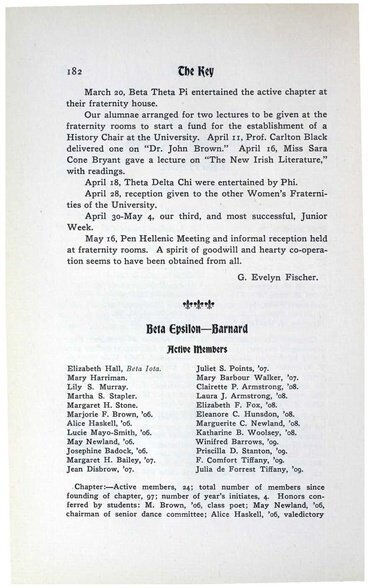 182 The Key
March 20, Beta Theta Pi entertained the active chapter at
their fraternity house.
Our alumnae arranged for two lectures to be given at the
fraternity rooms to start a fund for the establishment of a
History Chair at the University. April 11, Prof. Carlton Black
delivered one on "Dr. John Brown." April 16, Miss Sara
Cone Bryant gave a lecture on "The New Irish Literature,"
with readings.
April 18, Theta Delta Chi were entertained by Phi.
April 28, reception given to the other Women's Fraterni-
ties of the University.
April 30-May 4, our third, and most successful, Junior
Week.
May 16, Pen Hellenic Meeting and informal reception held
at fraternity rooms. A spirit of goodwill and hearty co-opera-
tion seems to have been obtained from all.
G. Evelyn Fischer.
Beta Epsilon—Barnard
Active Members
Elizabeth Hall, Beta Iota.
Mary Harriman.
Lily S. Murray.
Martha S. Stapler.
Margaret H. Stone.
Marjorie F. Brown, '06.
Alice Haskell, '06.
Lucie Mayo-Smith, '06.
May Newland, '06.
Josephine Badock, '06.
Margaret H. Bailey, '07.
Jean Disbrow, '07.
Juliet S. Points, '07.
Mary Barbour Walker, '07.
Clairette P. Armstrong, '08.
Laura J. Armstrong, '08.
Elizabeth F. Fox, '08.
Eleanore C. Hunsdon, '08.
Marguerite C. Newland, '08.
Katharine B. Woolsey, '08.
Winifred Barrows, '09.
Priscilla D. Stanton, '09.
F. Comfort Tiffany, '09.
Julia de Forrest Tiffany, '09.
Chapter:—Active members, 24; total number of members since
founding of chapter, 97; number of year's initiates, 4. Honors con-
ferred by students: M. Brown, '06, class poet; May Newland, '06,
chairman of senior dance committee; Alice Haskell, '06, valedictory